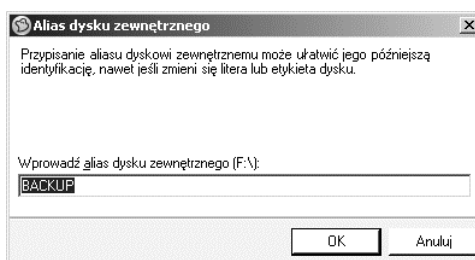 Alias dysku zewnętrznego
Przypisanie aliasu dyskowi zewnętrznemu może ułatwić jego późniejszą
identyfikację, nawet jeśli zmieni się litera lub etykieta dysku.
Wprowadź alias dysku zewnętrznego (F:\):
BACKUP
OK Anuluj